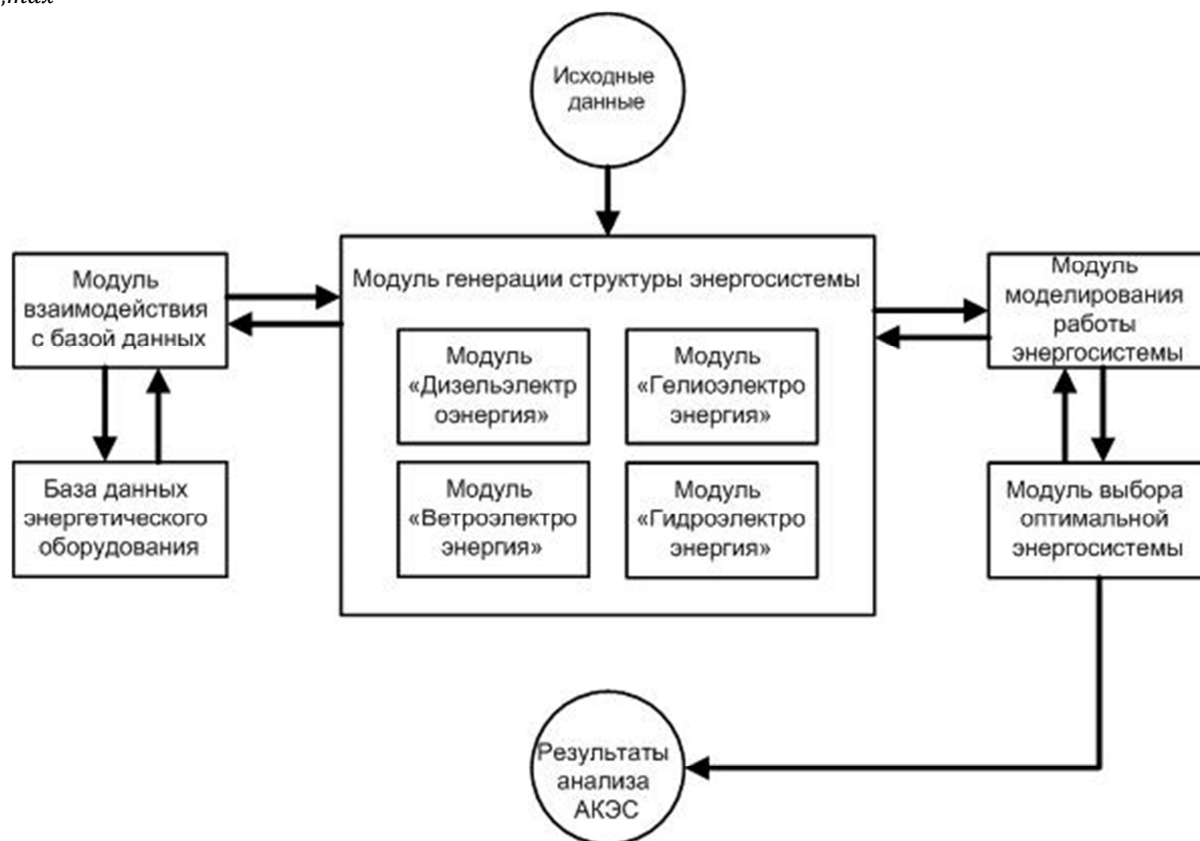 Исходные
данные
Модуль
взаимодействия
с базой данных
Модуль генерации структуры энергосистемы
Модуль
моделирования
работы
энергосистемы
Модуль
«Дизельэлектр
оэнергия»
Модуль
«Гелиоэлектро
энергия»
База данных
энергетического
оборудования
Модуль
«Ветроэлектро
энергия»
Модуль
«Гидроэлектро
энергия»
Модуль выбора
оптимальной
энергосистемы
Результаты
анализа
АКЭС